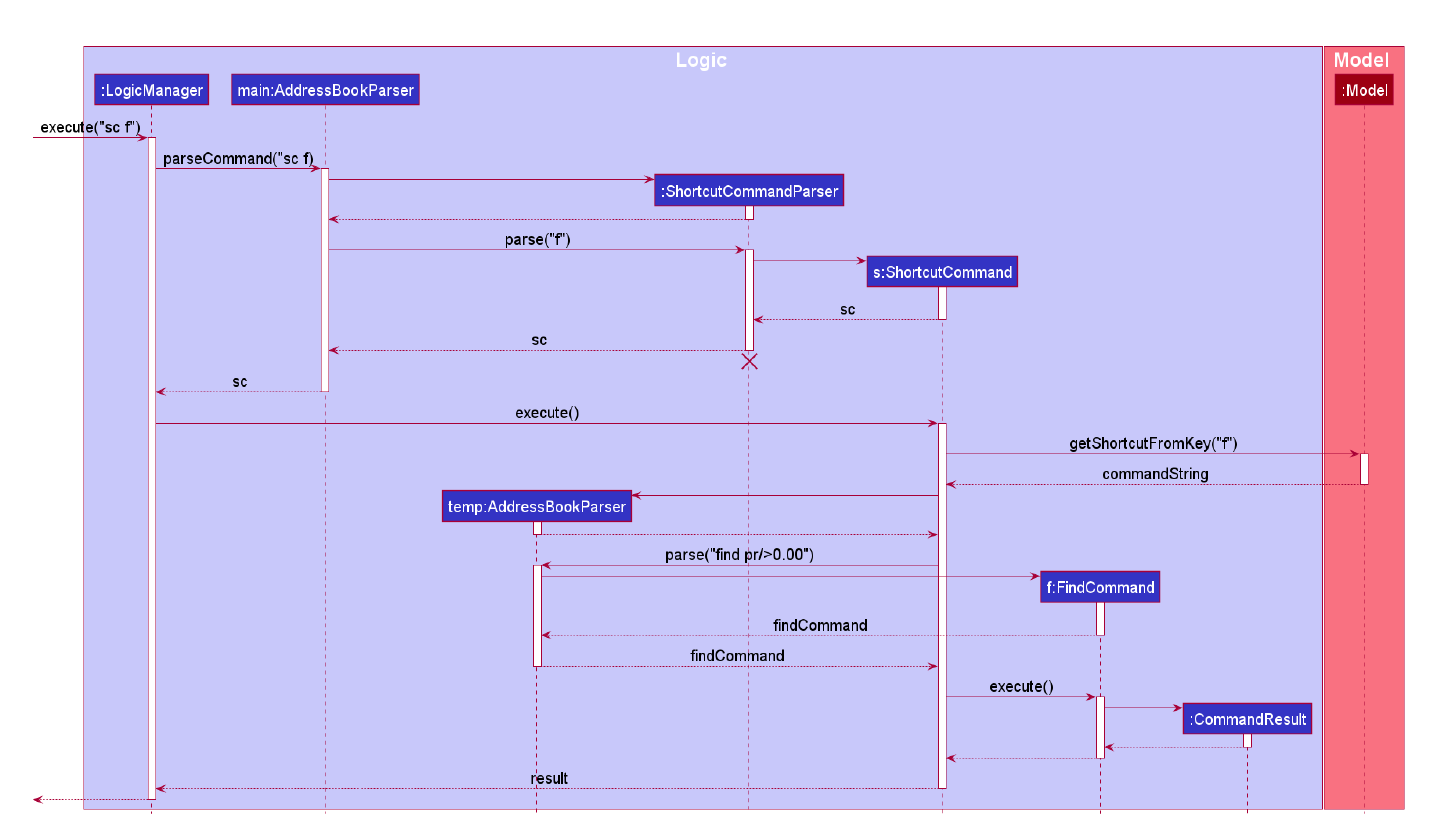 Logic
Model
:LogicManager
main:AddressBookParser
:Model
execute("sc f")
parseCommand("sc f)
:ShortcutCommandParser
parse("f")
s:ShortcutCommand
sc
sc
sc
execute()
getShortcutFromKey("f")
commandString
temp:AddressBookParser
parse("find pr/>0.00")
f:FindCommand
findCommand
findCommand
execute()
:CommandResult
result